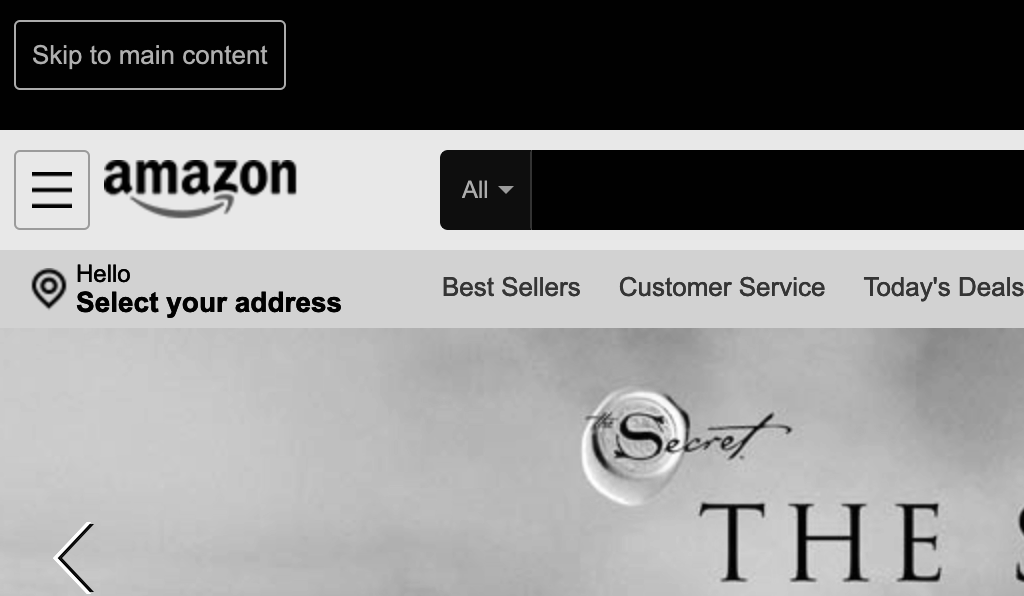 Skip to main content
amazon
All
Hello
Select your address
Best Sellers
Customer Service
Today's Deals
the Secret
THE